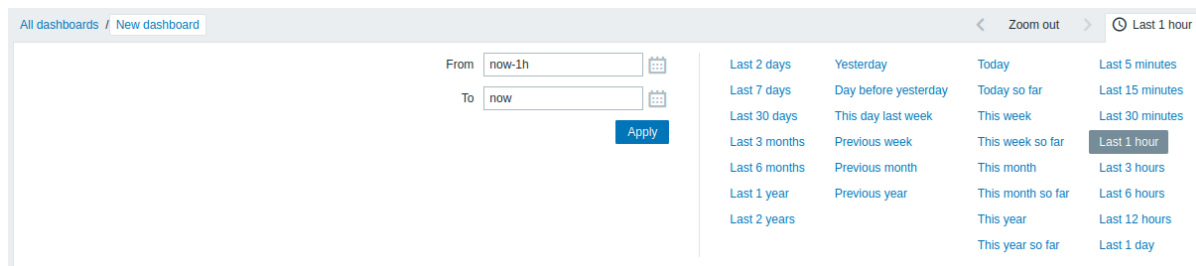 All dashboards / New dashboard
Zoom out
Last 1 hour
From now-1h
To now
Apply
Last 2 days Yesterday Today Last 5 minutes
Last 7 days Day before yesterday Today so far Last 15 minutes
Last 30 days This day last week This week Last 30 minutes
Last 3 months Previous week This week so far Last 1 hour
Last 6 months Previous month This month Last 3 hours
Last 1 year Previous year This month so far Last 6 hours
Last 2 years This year Last 12 hours
This year so far Last 1 day